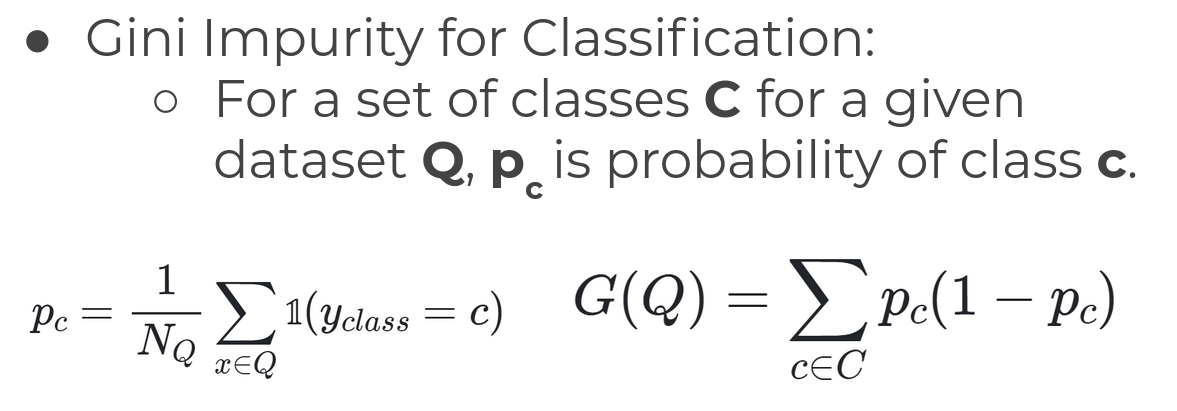 ● Gini Impurity for Classification:
○ For a set of classes C for a given
dataset Q, p_c is probability of class c.
p_c = \frac{1}{N_Q} \sum_{x \in Q} \mathbb{1}(y_{class} = c)   G(Q) = \sum_{c \in C} p_c(1 - p_c)